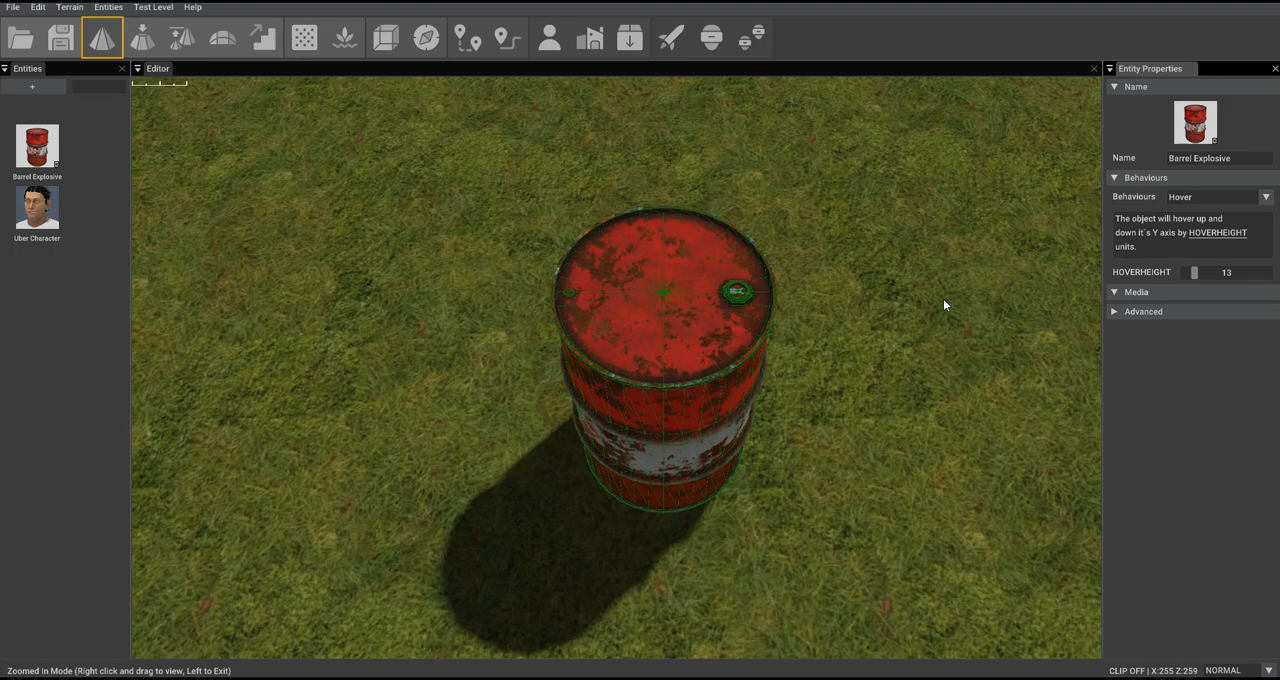 File Edit Terrain Entities Test Level Help
Entities
Editor
Entity Properties
+
Name
Barrel Explosive
Uber Character
Name Barrel Explosive
Behaviours
Behaviours Hover
The object will hover up and
down it`s Y axis by HOVERHEIGHT
units.
HOVERHEIGHT 13
Media
Advanced
Zoomed In Mode (Right click and drag to view, Left to Exit)
CLIP OFF | X:255 Z:259 NORMAL